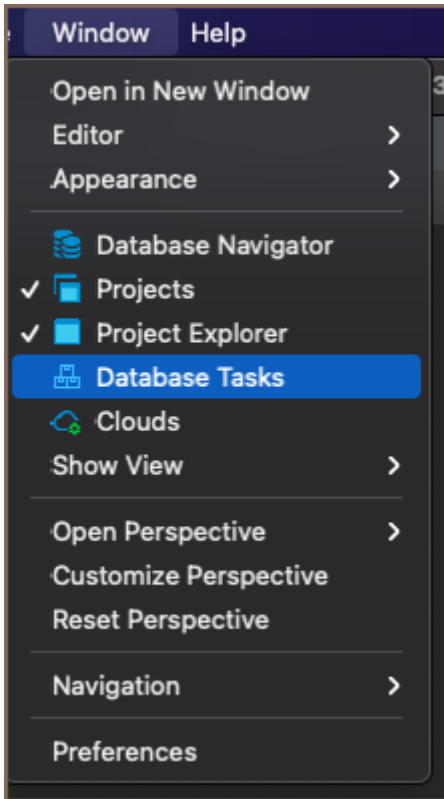 Window Help
Open in New Window
Editor
Appearance
Database Navigator
Projects
Project Explorer
Database Tasks
Clouds
Show View
Open Perspective
Customize Perspective
Reset Perspective
Navigation
Preferences